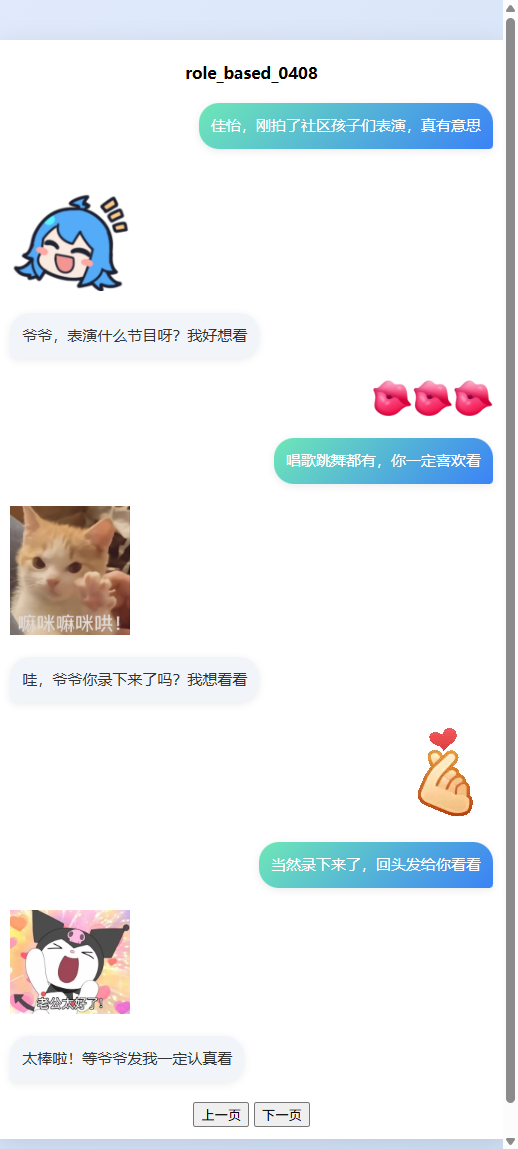 role_based_0408
佳怡，刚拍了社区孩子们表演，真有意思
爷爷，表演什么节目呀？我好想看
唱歌跳舞都有，你一定喜欢看
嘛咪嘛咪哄！
哇，爷爷你录下来了吗？我想看看
当然录下来了，回头发给你看看
老公太好了！
太棒啦！等爷爷发我一定认真看
上一页 下一页